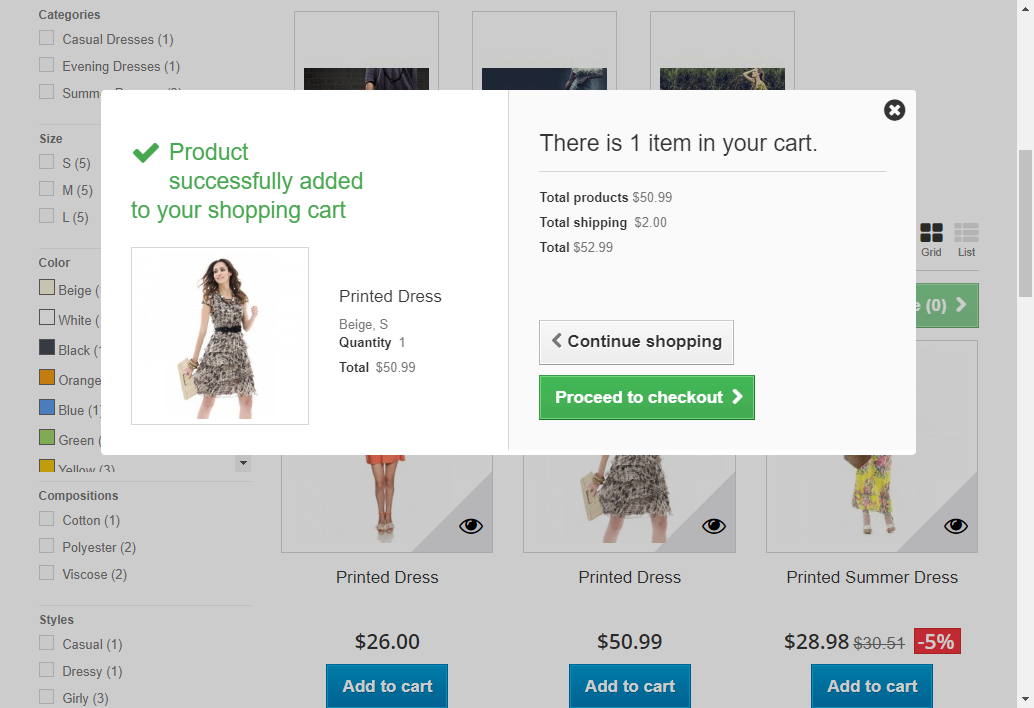 Categories
Casual Dresses (1)
Evening Dresses (1)
Size
S (5)
M (5)
L (5)
Color
Beige
White
Black
Orange
Blue (1)
Green
Yellow (3)
Compositions
Cotton (1)
Polyester (2)
Viscose (2)
Styles
Casual (1)
Dressy (1)
Girly (3)
Product
successfully added
to your shopping cart
Printed Dress
Beige, S
Quantity 1
Total $50.99
There is 1 item in your cart.
Total products $50.99
Total shipping $2.00
Total $52.99
Continue shopping
Proceed to checkout
Grid List
(0)
Printed Dress
$26.00
Add to cart
Printed Dress
$50.99
Add to cart
Printed Summer Dress
$28.98 $30.51 -5%
Add to cart